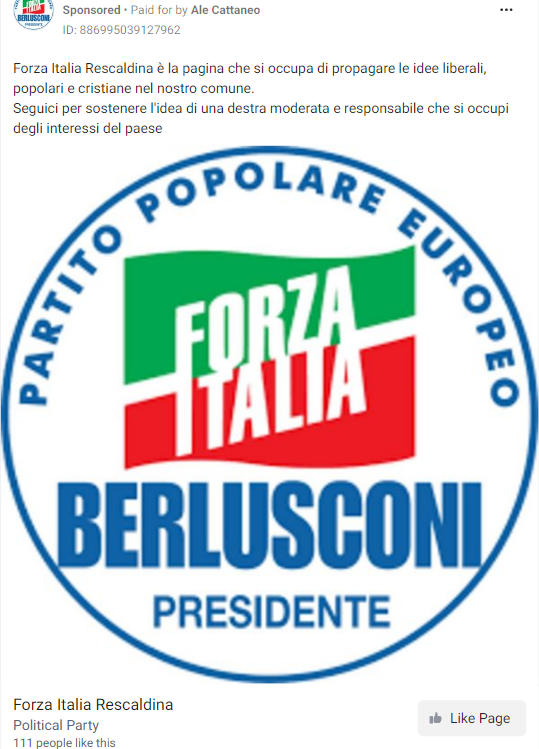 BERLUSCONI
PRESIDENTE
Sponsored • Paid for by Ale Cattaneo
ID: 886995039127962
Forza Italia Rescaldina è la pagina che si occupa di propagare le idee liberali,
popolari e cristiane nel nostro comune.
Seguici per sostenere l'idea di una destra moderata e responsabile che si occupi
degli interessi del paese
PARTITO POPOLARE EUROPEO
FORZA
ITALIA
BERLUSCONI
PRESIDENTE
Forza Italia Rescaldina
Political Party
111 people like this
Like Page